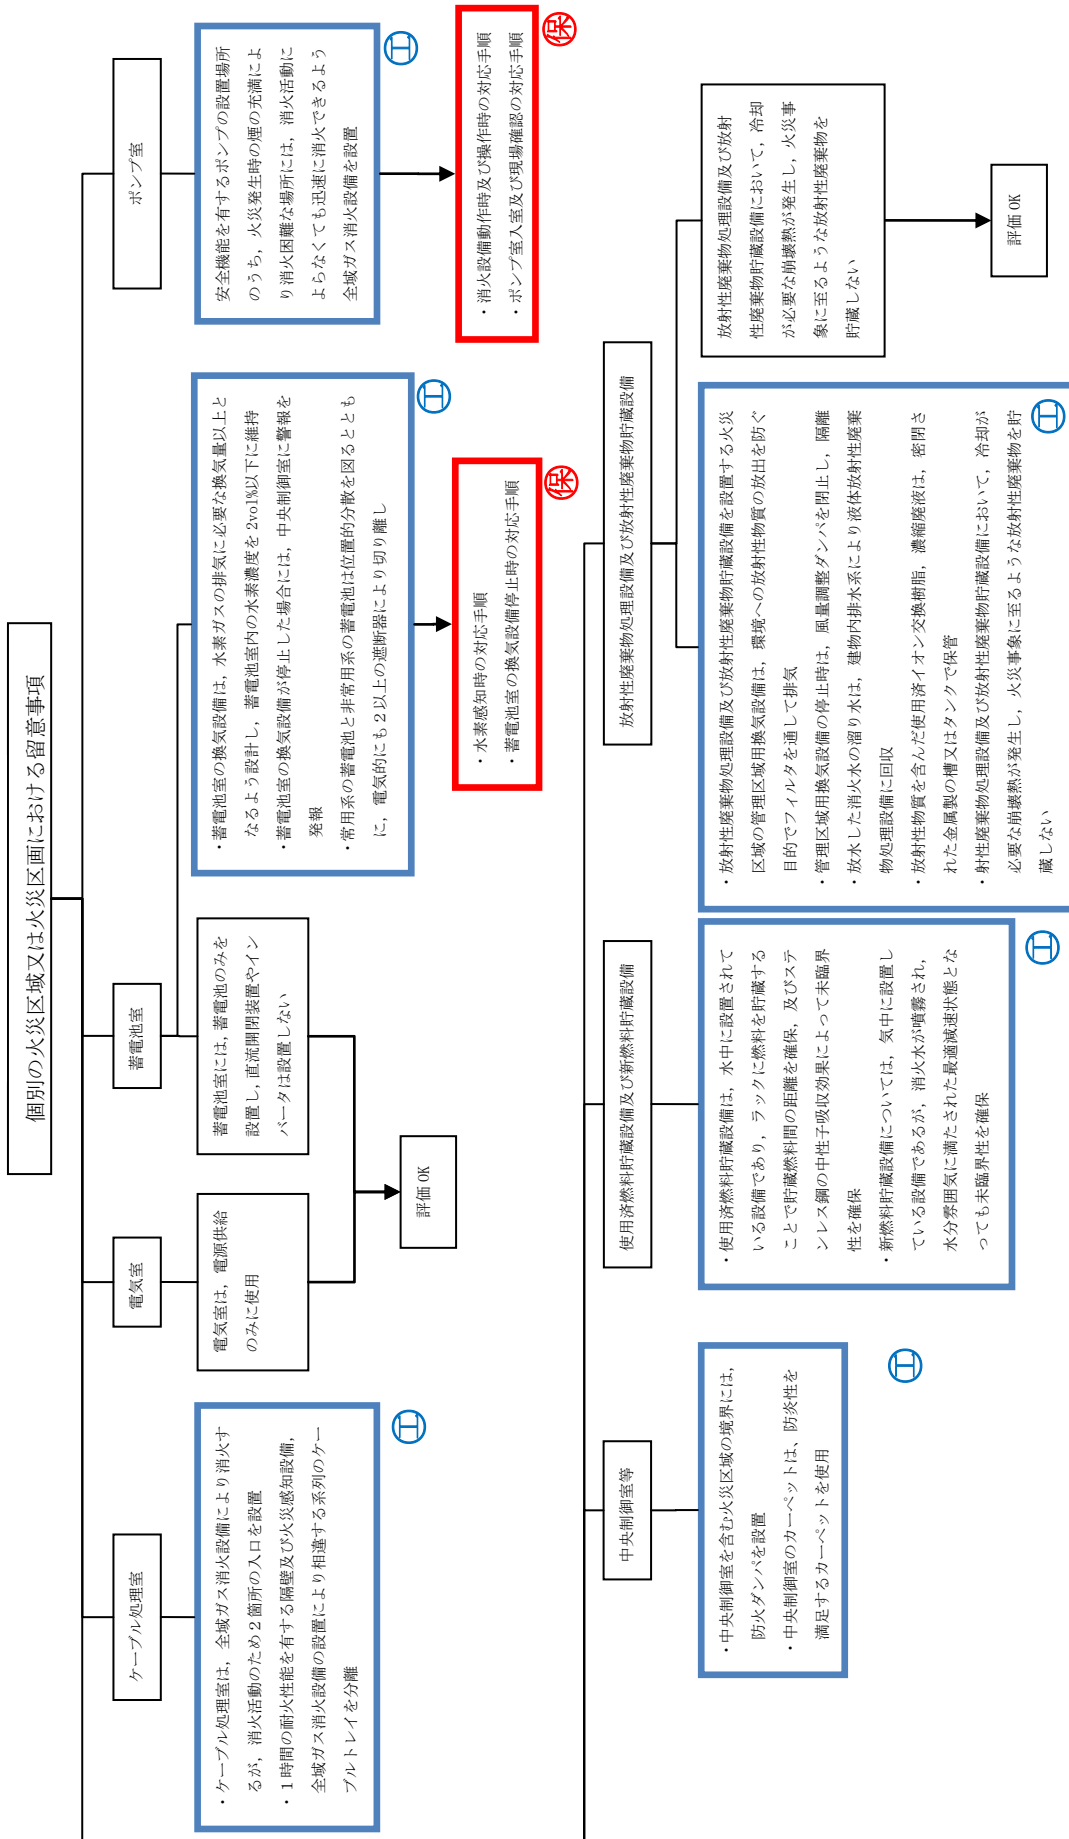 個別の火災区域又は火災区画における留意事項
ケーブル処理室
・ケーブル処理室は，全域ガス消火設備により消火す
るが，消火活動のため２箇所の入口を設置
・１時間の耐火性能を有する隔壁及び火災感知設備，
全域ガス消火設備の設置により相違する系列のケー
ブルトレイを分離
工
電気室
電気室は，電源供給
のみに使用
蓄電池室
蓄電池室には，蓄電池のみを
設置し，直流開閉装置やイン
バータは設置しない
評価 OK
・蓄電池室の換気設備は，水素ガスの排気に必要な換気量以上と
なるよう設計し，蓄電池室内の水素濃度を 2vol%以下に維持
・蓄電池室の換気設備が停止した場合には，中央制御室に警報を
発報
・常用系の蓄電池と非常用系の蓄電池は位置的分散を図るととも
に，電気的にも２以上の遮断器により切り離し
工
・水素感知時の対応手順
・蓄電池室の換気設備停止時の対応手順
保
ポンプ室
安全機能を有するポンプの設置場所
のうち，火災発生時の煙の充満によ
り消火困難な場所には，消火活動に
よらなくても迅速に消火できるよう
全域ガス消火設備を設置
工
・消火設備動作時及び操作時の対応手順
・ポンプ室入室及び現場確認の対応手順
保
中央制御室等
・中央制御室を含む火災区域の境界には，
防火ダンパを設置
・中央制御室のカーペットは、防炎性を
満足するカーペットを使用
工
使用済燃料貯蔵設備及び新燃料貯蔵設備
・使用済燃料貯蔵設備は，水中に設置されて
いる設備であり，ラックに燃料を貯蔵する
ことで貯蔵燃料間の距離を確保，及びステ
ンレス鋼の中性子吸収効果によって未臨界
性を確保
・新燃料貯蔵設備については，気中に設置し
ている設備であるが，消火水が噴霧され，
水分雰囲気に満たされた最適減速状態とな
っても未臨界性を確保
工
放射性廃棄物処理設備及び放射性廃棄物貯蔵設備
・放射性廃棄物処理設備及び放射性廃棄物貯蔵設備を設置する火災
区域の管理区域用換気設備は，環境への放射性物質の放出を防ぐ
目的でフィルタを通して排気
・管理区域用換気設備の停止時は，風量調整ダンパを閉止し，隔離
・放水した消火水の溜り水は，建物内排水系により液体放射性廃棄
物処理設備に回収
・放射性物質を含んだ使用済イオン交換樹脂，濃縮廃液は，密閉さ
れた金属製の槽又はタンクで保管
・射性廃棄物処理設備及び放射性廃棄物貯蔵設備において，冷却が
必要な崩壊熱が発生し，火災事象に至るような放射性廃棄物を貯
蔵しない
工
放射性廃棄物処理設備及び放射
性廃棄物貯蔵設備において，冷却
が必要な崩壊熱が発生し，火災事
象に至るような放射性廃棄物を
貯蔵しない
評価 OK